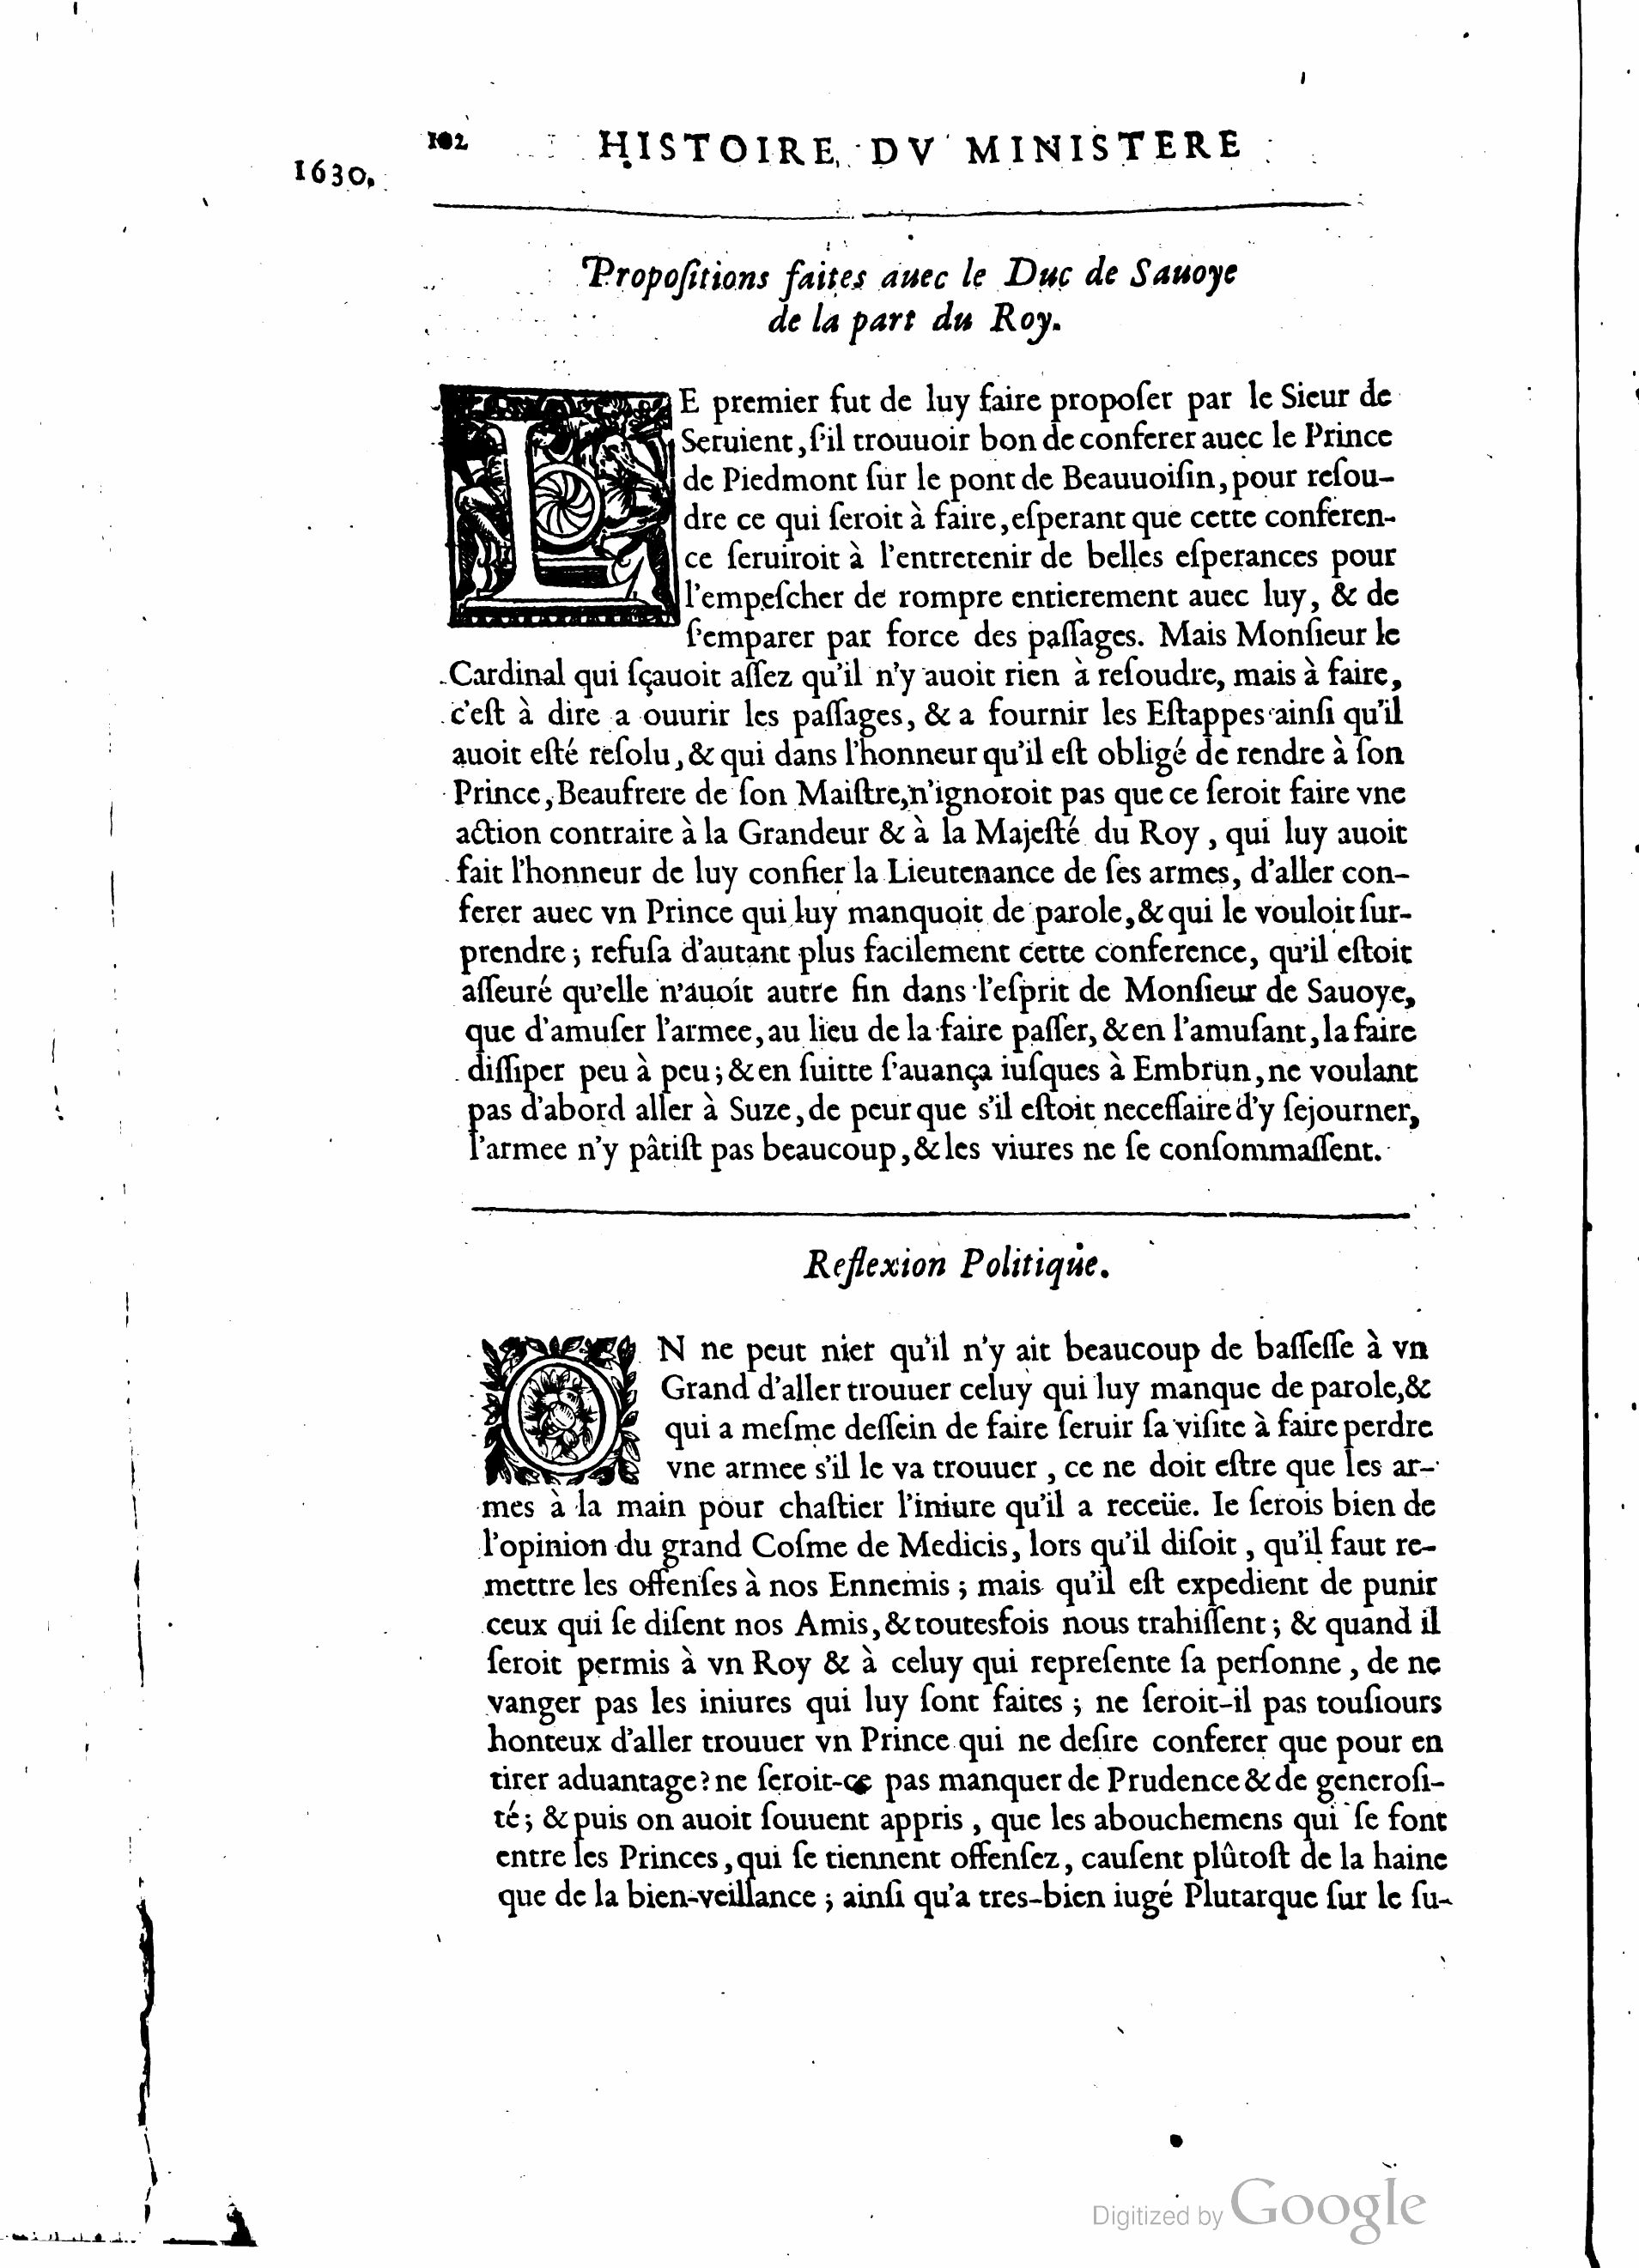 102 HISTOIRE DV MINISTERE
1630.
Propoſitions faites auec le Duc de Sauoye
de la part du Roy.
LE premier fut de luy faire propoſer par le Sieur de
Seruient, ſ'il trouuoir bon de conferer auec le Prince
de Piedmont ſur le pont de Beauuoiſin, pour reſou-
dre ce qui ſeroit à faire, eſperant que cette conferen-
ce ſeruiroit à l'entretenir de belles eſperances pour
l'empeſcher de rompre entierement auec luy, & de
ſ'emparer par force des paſſages. Mais Monſieur le
Cardinal qui ſçauoit aſſez qu'il n'y auoit rien à reſoudre, mais à faire,
c'eſt à dire a ouurir les paſſages, & a fournir les Eſtappes ainſi qu'il
auoit eſté reſolu, & qui dans l'honneur qu'il eſt obligé de rendre à ſon
Prince, Beaufrere de ſon Maiſtre, n'ignoroit pas que ce ſeroit faire vne
action contraire à la Grandeur & à la Majeſté du Roy, qui luy auoit
fait l'honneur de luy confier la Lieutenance de ſes armes, d'aller con-
ferer auec vn Prince qui luy manquoit de parole, & qui le vouloit ſur-
prendre ; refuſa d'autant plus facilement cette conference, qu'il eſtoit
aſſeuré qu'elle n'auoit autre fin dans l'eſprit de Monſieur de Sauoye,
que d'amuſer l'armee, au lieu de la faire paſſer, & en l'amuſant, la faire
diſſiper peu à peu ; & en ſuitte ſ'auança iuſques à Embrun, ne voulant
pas d'abord aller à Suze, de peur que s'il eſtoit neceſſaire d'y ſejourner,
l'armee n'y pâtiſt pas beaucoup, & les viures ne ſe conſommaſſent.
Reflexion Politique.
ON ne peut nier qu'il n'y ait beaucoup de baſſeſſe à vn
Grand d'aller trouuer celuy qui luy manque de parole, &
qui a meſme deſſein de faire ſeruir ſa viſite à faire perdre
vne armee s'il le va trouuer, ce ne doit eſtre que les ar-
mes à la main pour chaſtier l'iniure qu'il a receüe. Ie ſerois bien de
l'opinion du grand Coſme de Medicis, lors qu'il diſoit, qu'il faut re-
mettre les offenſes à nos Ennemis ; mais qu'il eſt expedient de punir
ceux qui ſe diſent nos Amis, & toutesfois nous trahiſſent ; & quand il
ſeroit permis à vn Roy & à celuy qui repreſente ſa perſonne, de ne
vanger pas les iniures qui luy ſont faites ; ne ſeroit-il pas touſiours
honteux d'aller trouuer vn Prince qui ne deſire conferer que pour en
tirer aduantage ? ne ſeroit-ce pas manquer de Prudence & de generoſi-
té ; & puis on auoit ſouuent appris, que les abouchemens qui ſe font
entre les Princes, qui ſe tiennent offenſez, cauſent plûtoſt de la haine
que de la bien-veillance ; ainſi qu'a tres-bien iugé Plutarque ſur le ſu-
Digitized by Google